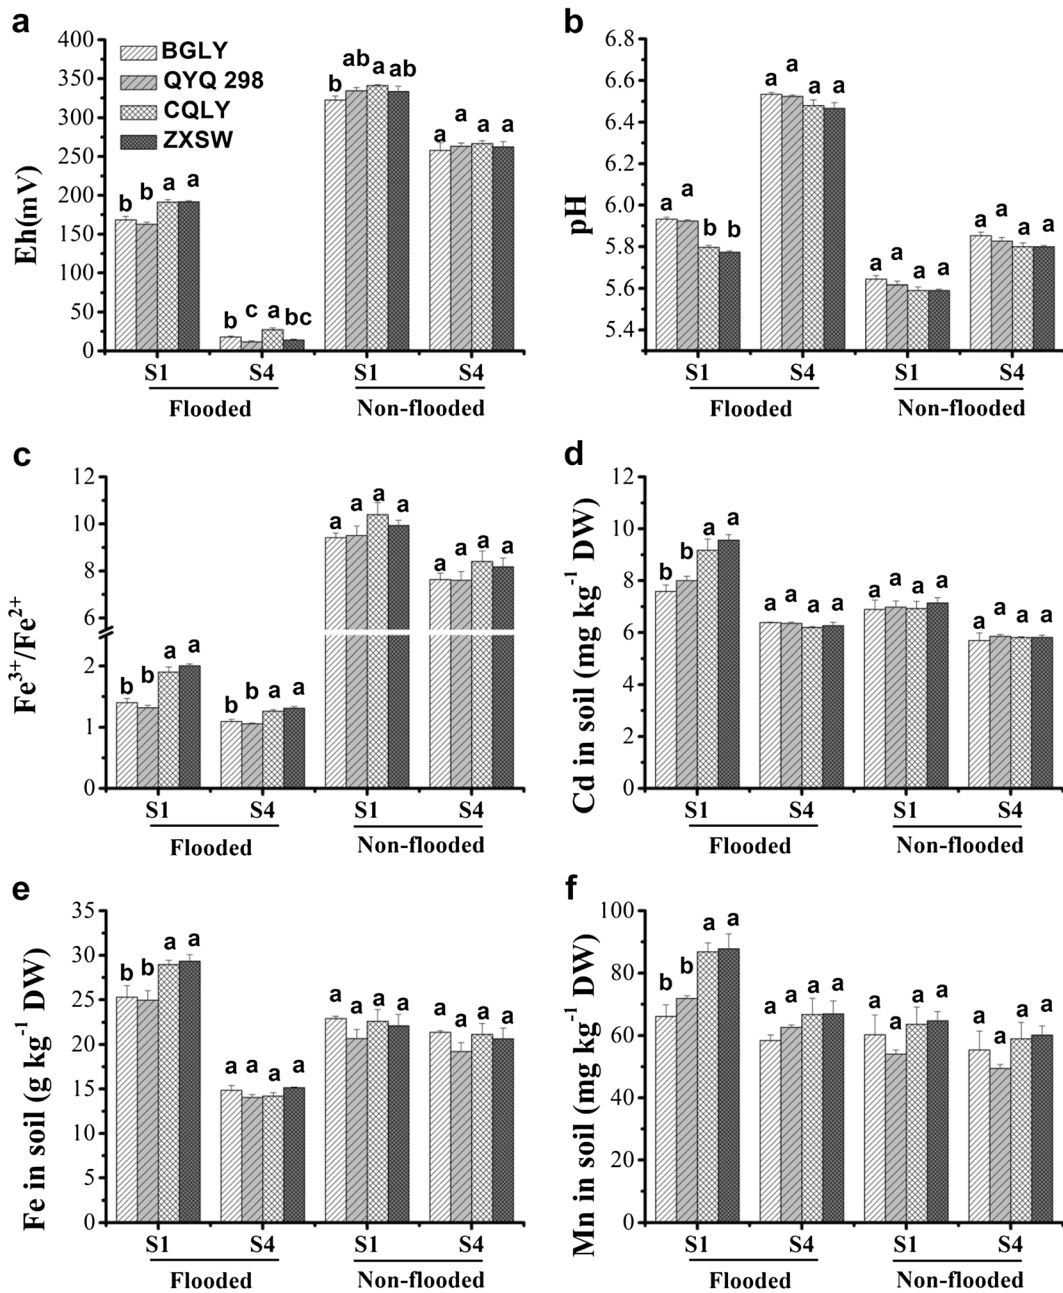 a
400
350
300
250
200
150
100
50
0
Eh(mV)
BGLY
QYQ 298
CQLY
ZXSW
b b a a
b c a bc
b ab a ab
a a a a
S1 S4 S1 S4
Flooded Non-flooded
b
6.8
6.6
6.4
6.2
6.0
5.8
5.6
5.4
pH
a a b b
a a a a
a a a a
a a a a
S1 S4 S1 S4
Flooded Non-flooded
c
12
10
8
6
2
1
0
Fe3+/Fe2+
b b a a
b b a a
a a a a
a a a a
S1 S4 S1 S4
Flooded Non-flooded
d
12
10
8
6
4
2
0
Cd in soil (mg kg-1 DW)
b b a a
a a a a
a a a a
a a a a
S1 S4 S1 S4
Flooded Non-flooded
e
35
30
25
20
15
10
5
0
Fe in soil (g kg-1 DW)
b b a a
a a a a
a a a a
a a a a
S1 S4 S1 S4
Flooded Non-flooded
f
100
80
60
40
20
0
Mn in soil (mg kg-1 DW)
b b a a
a a a a
a a a a
a a a a
S1 S4 S1 S4
Flooded Non-flooded